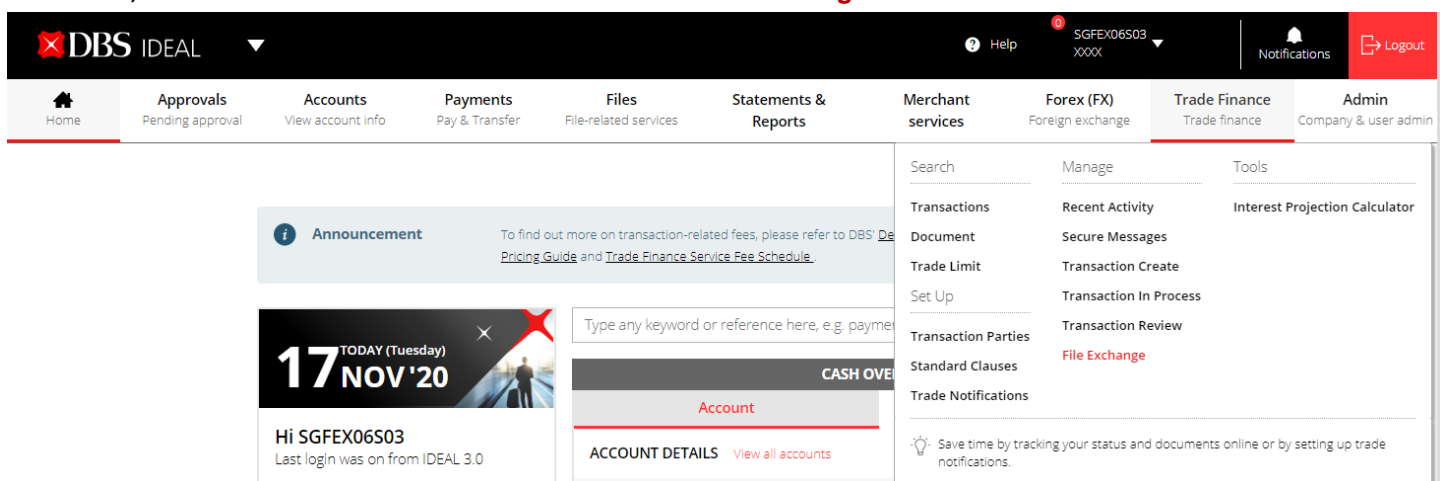 DBS IDEAL
Help
0
SGFEX06S03
XXXX
Notifications
Logout
Home
Approvals
Pending approval
Accounts
View account info
Payments
Pay & Transfer
Files
File-related services
Statements &
Reports
Merchant
services
Forex (FX)
Foreign exchange
Trade Finance
Trade finance
Admin
Company & user admin
Search
Transactions
Document
Trade Limit
Set Up
Transaction Parties
Standard Clauses
Trade Notifications
Manage
Recent Activity
Secure Messages
Transaction Create
Transaction In Process
Transaction Review
File Exchange
Tools
Interest Projection Calculator
Save time by tracking your status and documents online or by setting up trade
notifications.
Announcement
To find out more on transaction-related fees, please refer to DBS' De
Pricing Guide and Trade Finance Service Fee Schedule .
17
TODAY (Tuesday)
NOV '20
Hi SGFEX06S03
Last login was on from IDEAL 3.0
Type any keyword or reference here, e.g. payme
CASH OVE
Account
ACCOUNT DETAILS View all accounts